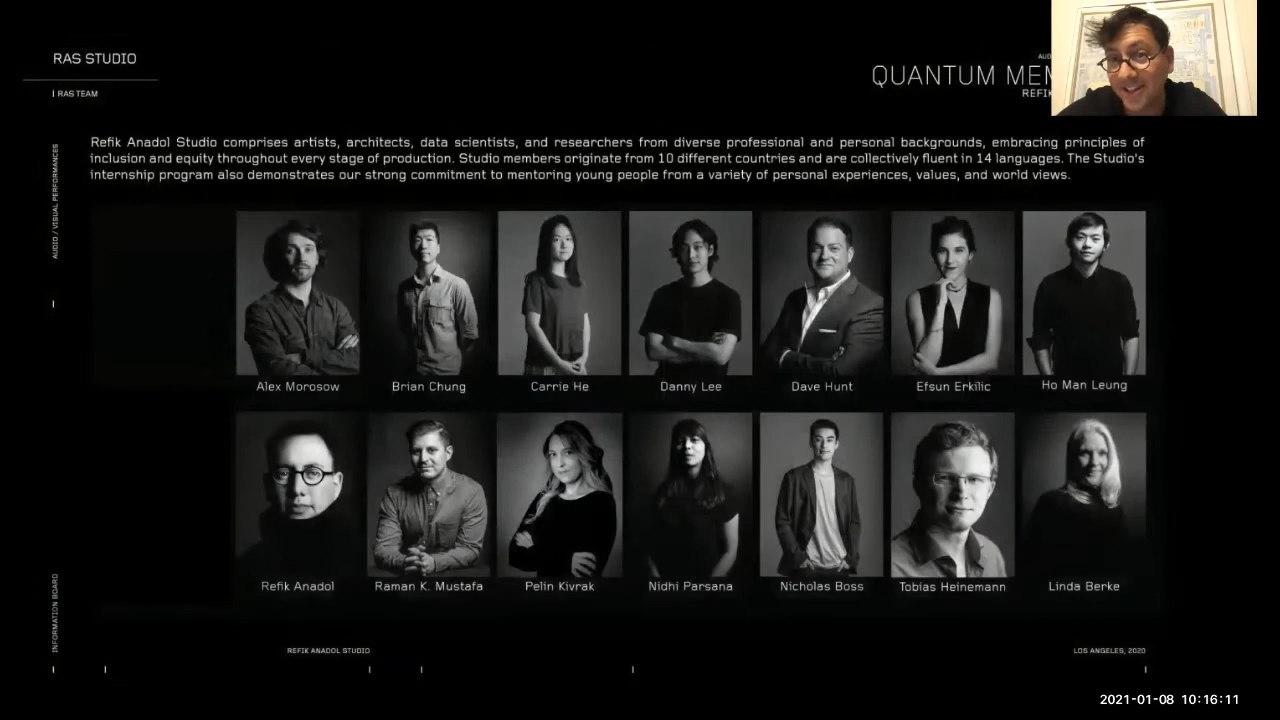 RAS STUDIO
RAS TEAM
QUANTUM MEM
REFIK
Refik Anadol Studio comprises artists, architects, data scientists, and researchers from diverse professional and personal backgrounds, embracing principles of
inclusion and equity throughout every stage of production. Studio members originate from 10 different countries and are collectively fluent in 14 languages. The Studio's
internship program also demonstrates our strong commitment to mentoring young people from a variety of personal experiences, values, and world views.
AUDIO / VISUAL PERFORMANCES
Alex Morosow Brian Chung Carrie He Danny Lee Dave Hunt Efsun Erkilic Ho Man Leung
Refik Anadol Raman K. Mustafa Pelin Kivrak Nidhi Parsana Nicholas Boss Tobias Heinemann Linda Berke
INFORMATION BOARD
REFIK ANADOL STUDIO LOS ANGELES, 2020
2021-01-08 10:16:11